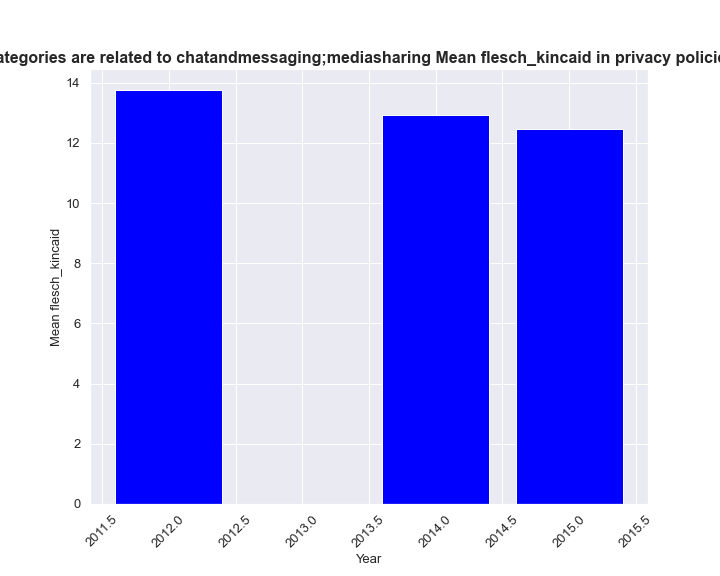 ategories are related to chatandmessaging;mediasharing Mean flesch_kincaid in privacy policie
14
12
10
8
6
4
2
0
Mean flesch_kincaid
2011.5 2012.0 2012.5 2013.0 2013.5 2014.0 2014.5 2015.0 2015.5
Year